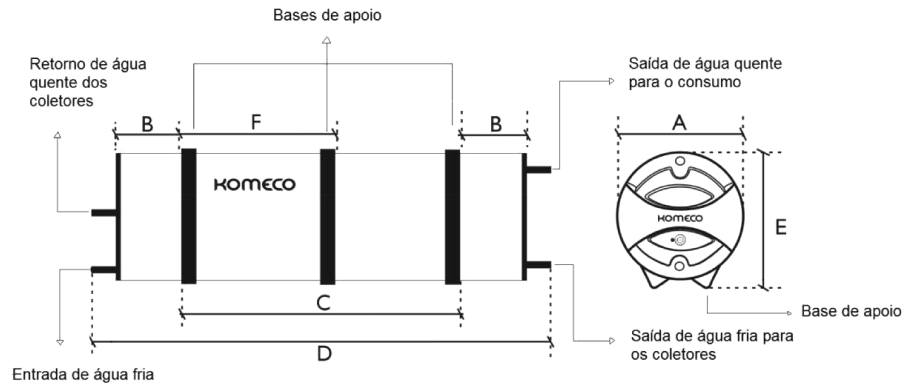 Bases de apoio
Retorno de água
quente dos
coletores
Saída de água quente
para o consumo
B
F
B
A
KOMECO
KOMECO
E
C
D
Base de apoio
Saída de água fria para
os coletores
Entrada de água fria